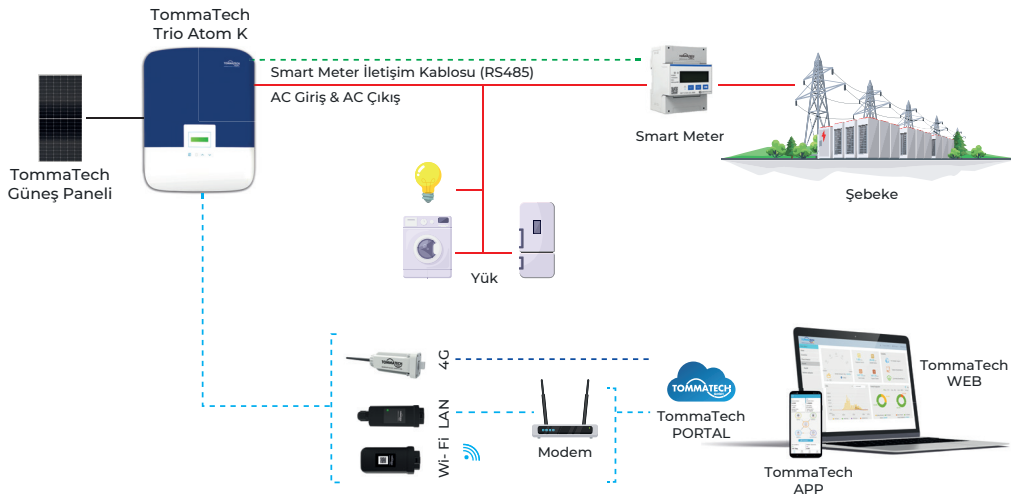 TommaTech
Trio Atom K
Smart Meter İletişim Kablosu (RS485)
AC Giriş & AC Çıkış
Smart Meter
TommaTech
Güneş Paneli
Şebeke
Yük
4G
LAN
Wi- Fi
Modem
TOMMATECH
TommaTech
PORTAL
TommaTech
WEB
TommaTech
APP